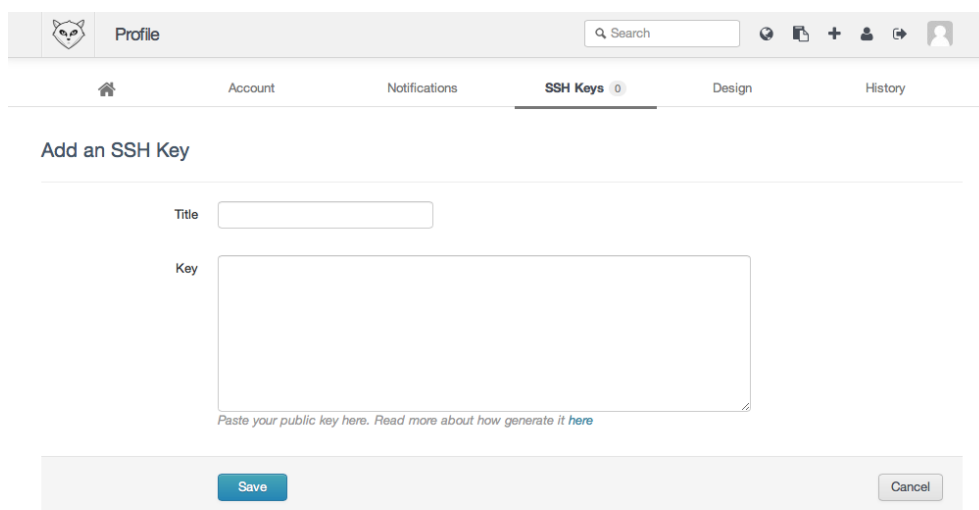 Profile
Search
Account Notifications SSH Keys 0 Design History
Add an SSH Key
Title
Key
Paste your public key here. Read more about how generate it here
Save Cancel